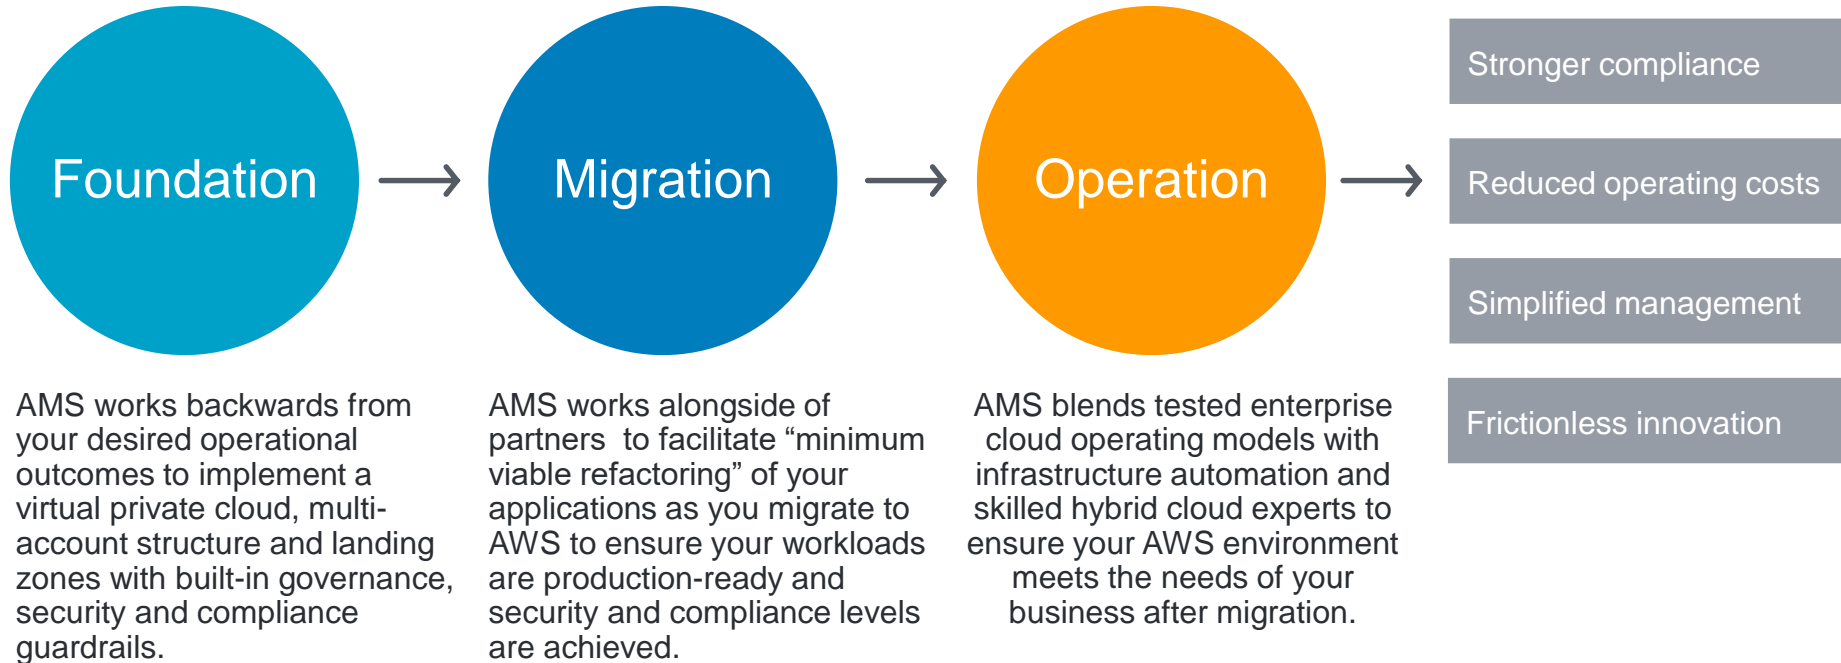 Foundation
Migration
Operation
AMS works backwards from
your desired operational
outcomes to implement a
virtual private cloud, multi-
account structure and landing
zones with built-in governance,
security and compliance
guardrails.
AMS works alongside of
partners  to facilitate “minimum
viable refactoring” of your
applications as you migrate to
AWS to ensure your workloads
are production-ready and
security and compliance levels
are achieved.
AMS blends tested enterprise
cloud operating models with
infrastructure automation and
skilled hybrid cloud experts to
ensure your AWS environment
meets the needs of your
business after migration.
Stronger compliance
Reduced operating costs
Simplified management
Frictionless innovation